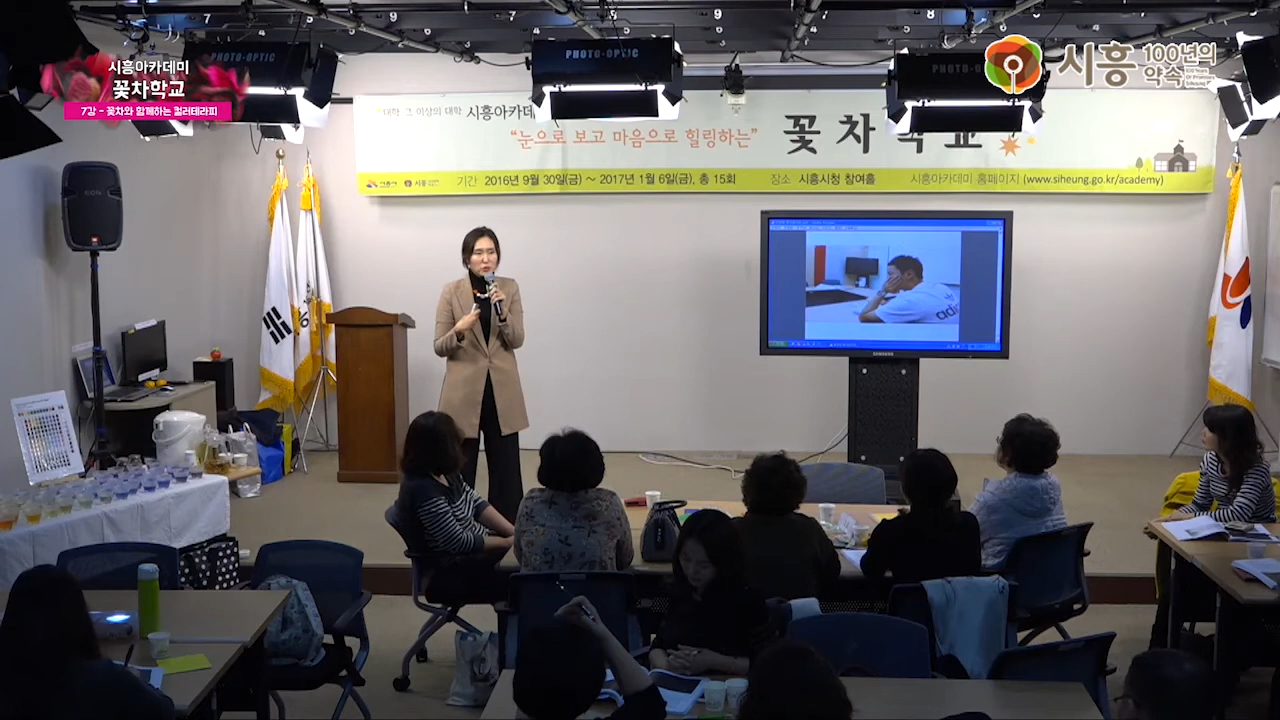 시흥아카데미
꽃차학교
7강 - 꽃차와 함께하는 컬러테라피
PHOTO-OPTIC
PHOTO-OPTIC
시흥 100년의
약속
대학 그 이상의 대학 시흥아카데
"눈으로 보고 마음으로 힐링하는" 꽃차학교
시흥시 시흥 기간 2016년 9월 30일(금) ~ 2017년 1월 6일(금), 총 15회 장소 시흥시청 참여홀 시흥아카데미 홈페이지 (www.siheung.go.kr/academy)
EON
SAMSUNG